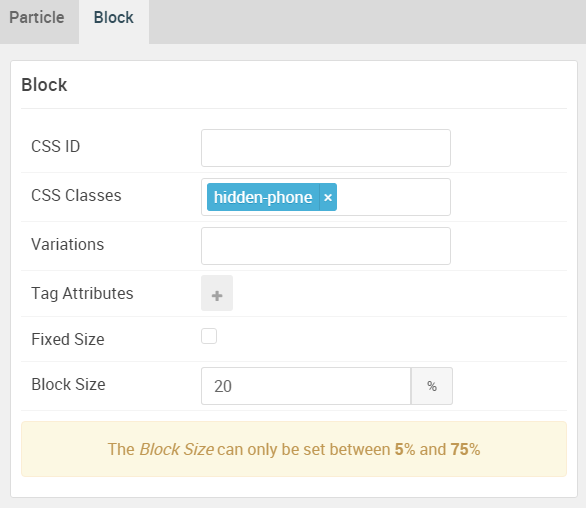 Particle Block
Block
CSS ID
CSS Classes hidden-phone ×
Variations
Tag Attributes +
Fixed Size
Block Size 20 %
The Block Size can only be set between 5% and 75%